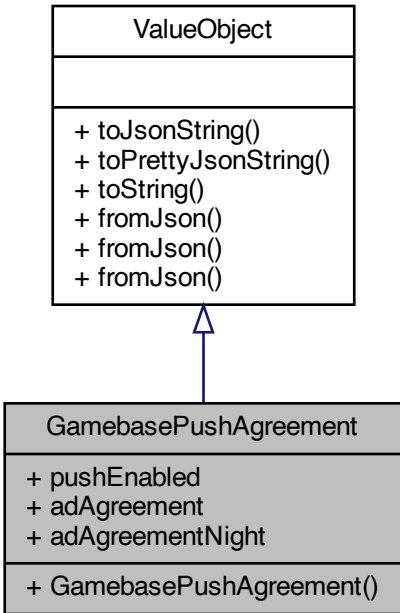 ValueObject
+ toJsonString()
+ toPrettyJsonString()
+ toString()
+ fromJson()
+ fromJson()
+ fromJson()
GamebasePushAgreement
+ pushEnabled
+ adAgreement
+ adAgreementNight
+ GamebasePushAgreement()